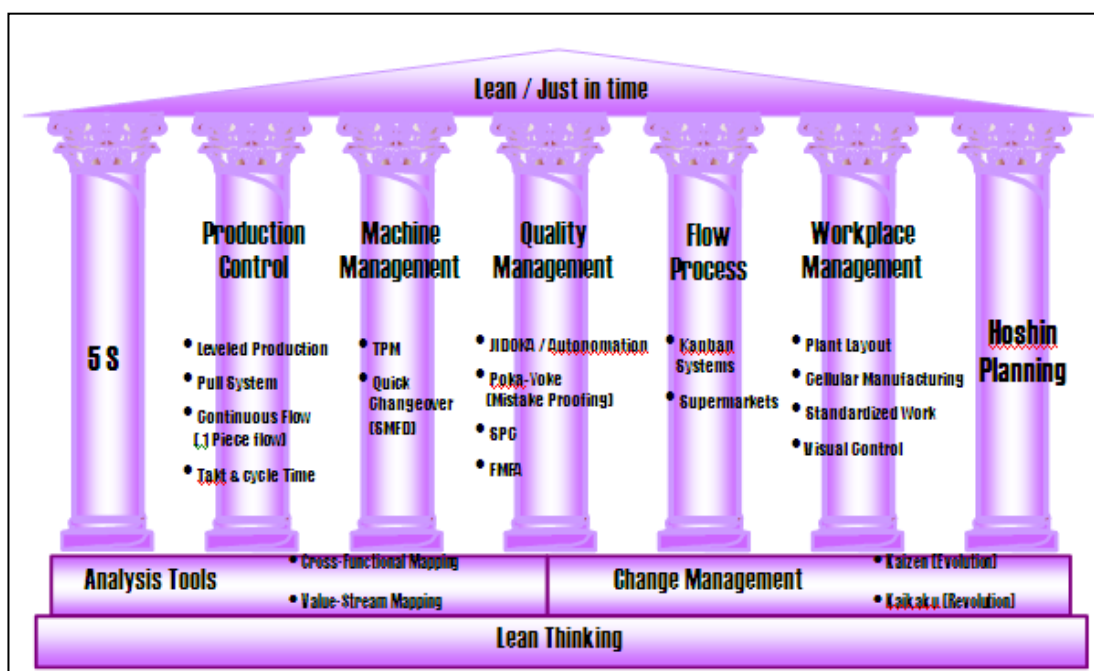 Lean / Just in time
5 S
Production
Control
• Leveled Production
• Pull System
• Continuous Flow
( 1 Piece flow)
• Takt & cycle Time
Machine
Management
• TPM
• Quick
Changeover
(SMED)
Quality
Management
• JIDOKA / Autonomation
• Poka-Yoke
(Mistake Proofing)
• SPC
• FMEA
Flow
Process
• Kanban
Systems
• Supermarkets
Workplace
Management
• Plant Layout
• Cellular Manufacturing
• Standardized Work
• Visual Control
Hoshin
Planning
Analysis Tools
• Cross-Functional Mapping
• Value-Stream Mapping
Change Management
• Kaizen (Evolution)
• Kaikaku (Revolution)
Lean Thinking